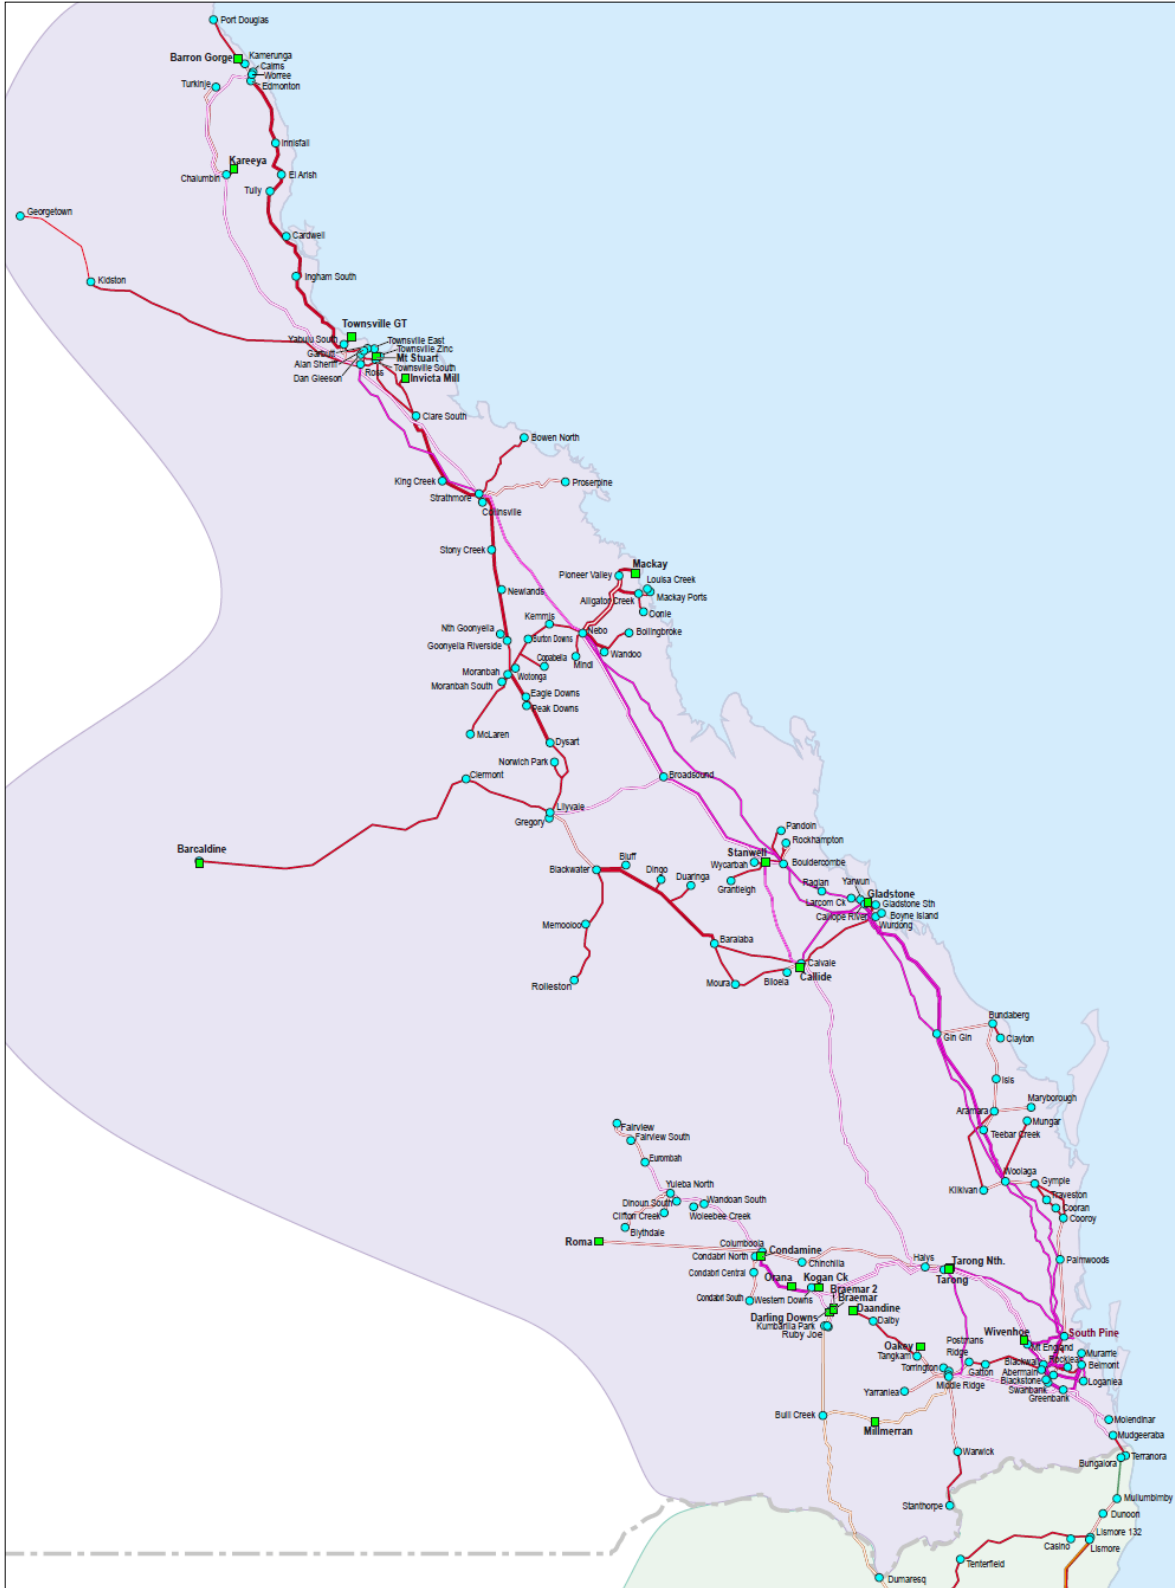 Port Douglas
Barron Gorge
Kamerunga
Cairns
Worree
Turkinje
Edmonton
Innisfail
Kareeya
Chalumbin
El Arish
Tully
Georgetown
Cardwell
Kidston
Ingham South
Townsville GT
Yabulu South
Townsville East
Garbutt
Townsville Zinc
Mt Stuart
Alan Sheriff
Townsville South
Ross
Dan Gleeson
Invicta Mill
Clare South
Bowen North
King Creek
Proserpine
Strathmore
Collinsville
Stony Creek
Mackay
Pioneer Valley
Louisa Creek
Newlands
Alligator Creek
Mackay Ports
Oonie
Kemmis
Nth Goonyella
Burton Downs
Nebo
Bollingbroke
Goonyella Riverside
Wandoo
Copabella
Mindi
Moranbah
Wotonga
Moranbah South
Eagle Downs
Peak Downs
McLaren
Dysart
Norwich Park
Clermont
Broadsound
Lilyvale
Gregory
Pandoin
Rockhampton
Barcaldine
Stanwell
Bluff
Wycarbah
Bouldercombe
Blackwater
Dingo
Duaringa
Grantleigh
Raglan
Yarwun
Gladstone
Larcom Ck
Gladstone Sth
Calliope River
Boyne Island
Wurdong
Memooloo
Baralaba
Calvale
Callide
Biloela
Rolleston
Moura
Bundaberg
Gin Gin
Clayton
Isis
Maryborough
Aramara
Mungar
Fairview
Teebar Creek
Fairview South
Eurombah
Woolaga
Gympie
Yuleba North
Kilkivan
Traveston
Dinoun South
Wandoan South
Cooran
Clifton Creek
Woleebee Creek
Cooroy
Blythdale
Roma
Columboola
Condamine
Condabri North
Halys
Tarong Nth.
Palmwoods
Chinchilla
Condabri Central
Tarong
Orana
Kogan Ck
Condabri South
Western Downs
Braemar 2
Braemar
Darling Downs
Daandine
Kumbarilla Park
Dalby
Ruby Joe
Postmans
Ridge
Wivenhoe
South Pine
Oakey
Mt England
Tangkam
Murarrie
Blackwall
Rocklea
Belmont
Torrington
Gatton
Abermain
Blackstone
Loganlea
Middle Ridge
Swanbank
Yarranlea
Greenbank
Bull Creek
Millmerran
Molendinar
Mudgeeraba
Warwick
Terranora
Bungalora
Stanthorpe
Mullumbimby
Dunoon
Lismore 132
Casino
Lismore
Tenterfield
Dumaresq